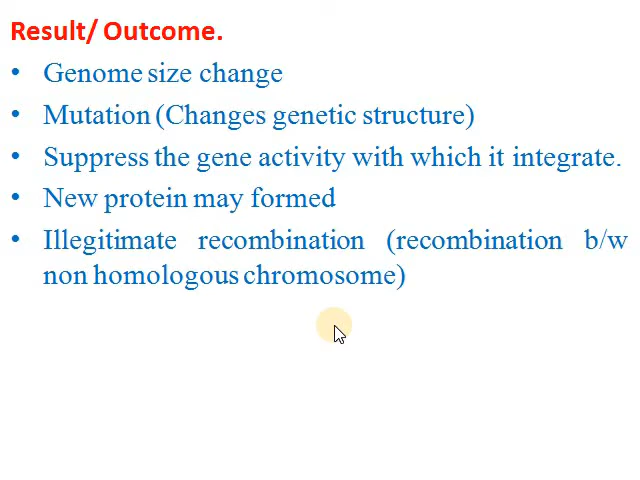 Result/ Outcome.
• Genome size change
• Mutation (Changes genetic structure)
• Suppress the gene activity with which it integrate.
• New protein may formed
• Illegitimate recombination (recombination b/w
non homologous chromosome)